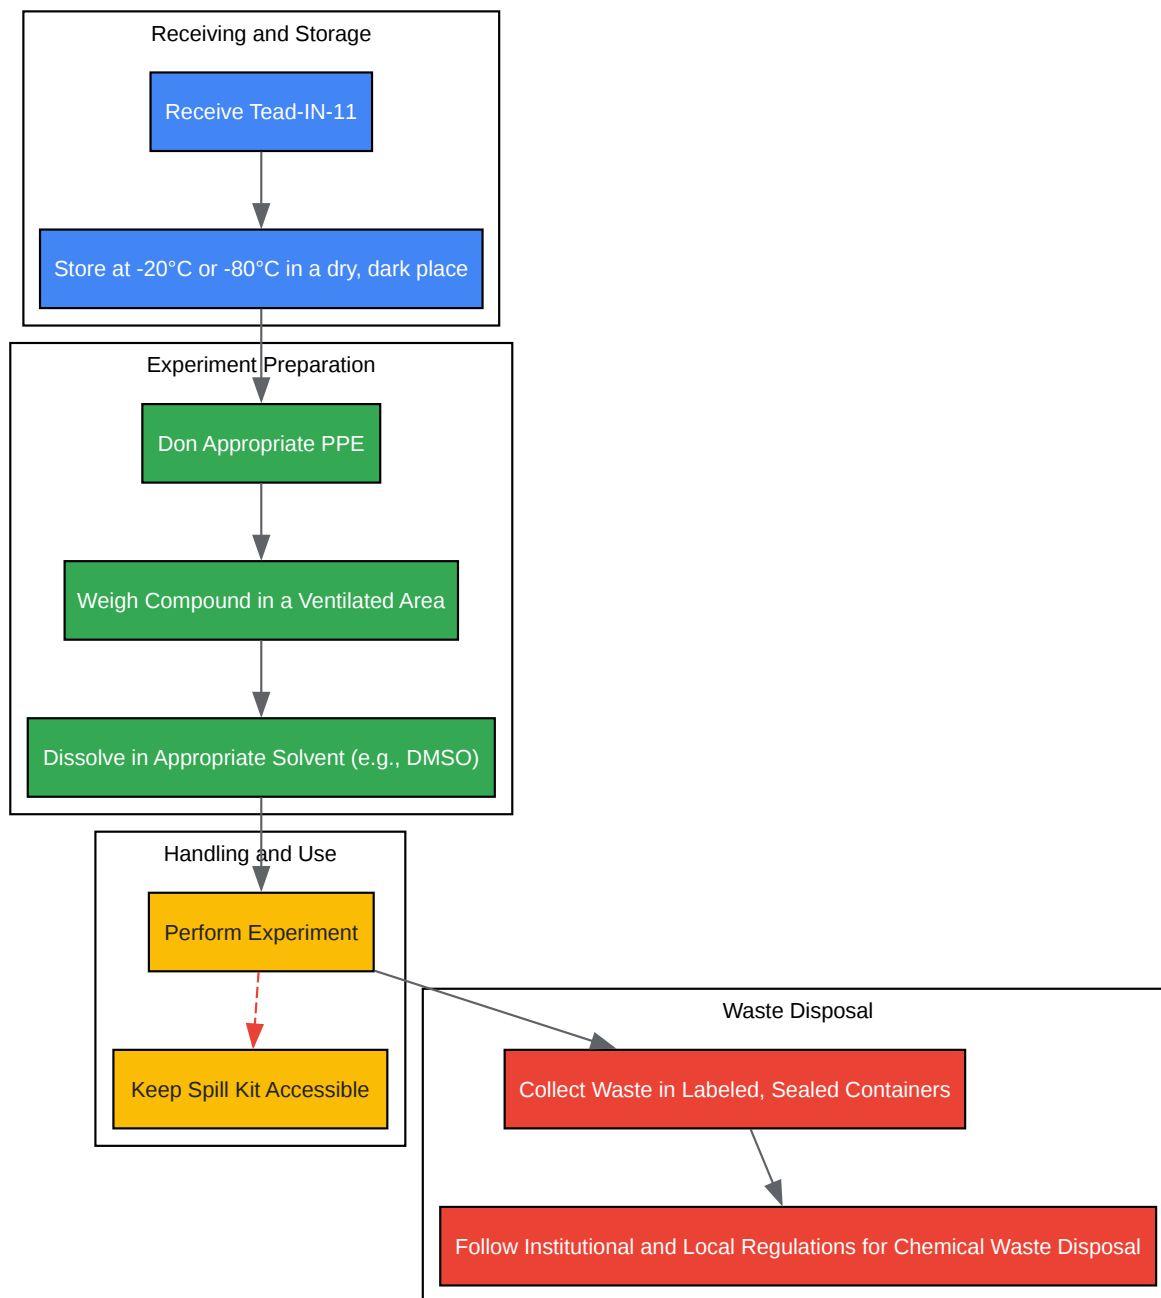 Receiving and Storage
Receive Tead-IN-11
Store at -20°C or -80°C in a dry, dark place
Experiment Preparation
Don Appropriate PPE
Weigh Compound in a Ventilated Area
Dissolve in Appropriate Solvent (e.g., DMSO)
Handling and Use
Perform Experiment
Keep Spill Kit Accessible
Waste Disposal
Collect Waste in Labeled, Sealed Containers
Follow Institutional and Local Regulations for Chemical Waste Disposal